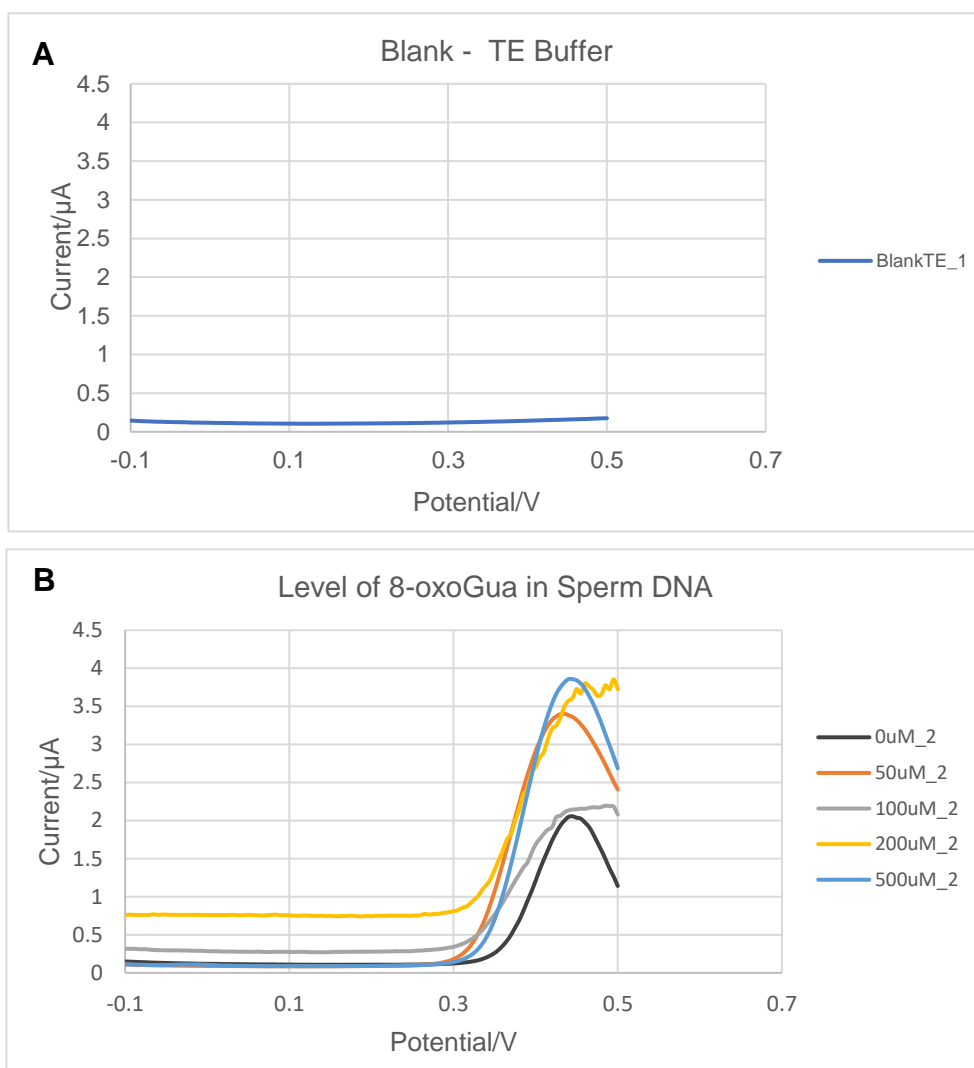 A
Blank - TE Buffer
4.5
4
3.5
3
2.5
2
1.5
1
0.5
0
Current/µA
-0.1 0.1 0.3 0.5 0.7
Potential/V
BlankTE_1
B
Level of 8-oxoGua in Sperm DNA
4.5
4
3.5
3
2.5
2
1.5
1
0.5
0
Current/µA
-0.1 0.1 0.3 0.5 0.7
Potential/V
0uM_2
50uM_2
100uM_2
200uM_2
500uM_2